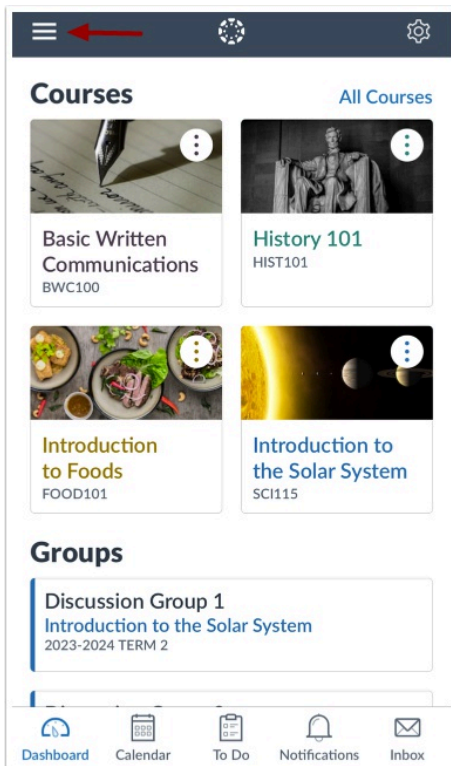 Courses
All Courses
Basic Written
Communications
BWC100
History 101
HIST101
Introduction
to Foods
FOOD101
Introduction to
the Solar System
SCI115
Groups
Discussion Group 1
Introduction to the Solar System
2023-2024 TERM 2
Dashboard
Calendar
To Do
Notifications
Inbox